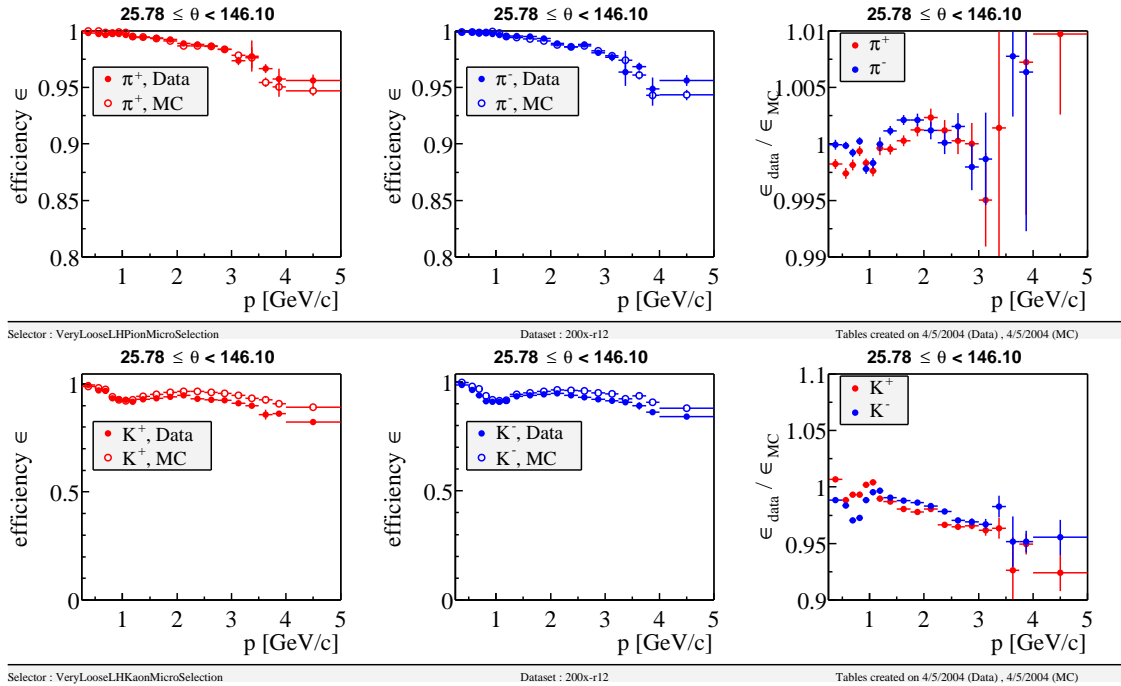 25.78 ≤ θ < 146.10
25.78 ≤ θ < 146.10
25.78 ≤ θ < 146.10
efficiency ∈
1
0.95
0.9
0.85
0.8
π⁺, Data
π⁺, MC
1 2 3 4 5
p [GeV/c]
efficiency ∈
1
0.95
0.9
0.85
0.8
π⁻, Data
π⁻, MC
1 2 3 4 5
p [GeV/c]
∈ data / ∈ MC
1.01
1.005
1
0.995
0.99
π⁺
π⁻
1 2 3 4 5
p [GeV/c]
Selector : VeryLooseLHPionMicroSelection
Dataset : 200x-r12
Tables created on 4/5/2004 (Data) , 4/5/2004 (MC)
25.78 ≤ θ < 146.10
25.78 ≤ θ < 146.10
25.78 ≤ θ < 146.10
efficiency ∈
1
0.5
0
K⁺, Data
K⁺, MC
1 2 3 4 5
p [GeV/c]
efficiency ∈
1
0.5
0
K⁻, Data
K⁻, MC
1 2 3 4 5
p [GeV/c]
∈ data / ∈ MC
1.1
1.05
1
0.95
0.9
K⁺
K⁻
1 2 3 4 5
p [GeV/c]
Selector : VeryLooseLHKaonMicroSelection
Dataset : 200x-r12
Tables created on 4/5/2004 (Data) , 4/5/2004 (MC)